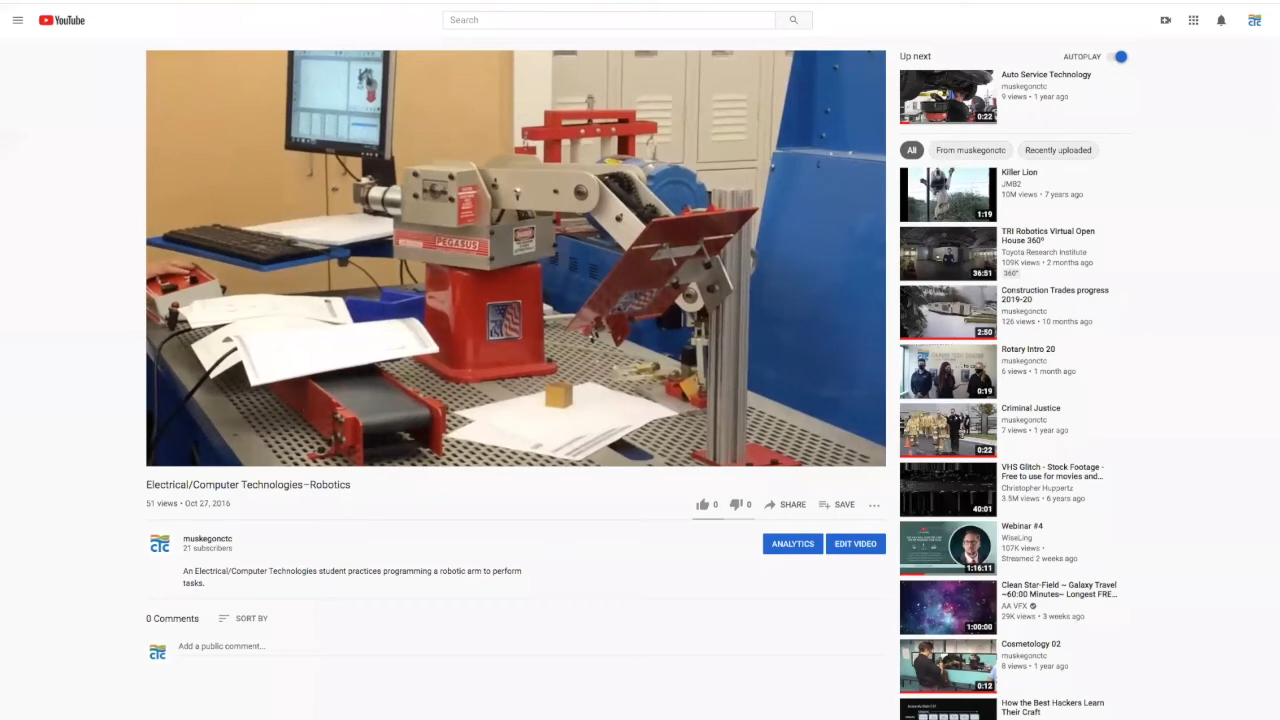 YouTube
Search
CTC
PEGASUS
Electrical/Computer Technologies–Robotics
51 views • Oct 27, 2016
0
0
SHARE
SAVE
CTC
muskegonctc
21 subscribers
ANALYTICS
EDIT VIDEO
An Electrical/Computer Technologies student practices programming a robotic arm to perform
tasks.
0 Comments
SORT BY
CTC
Add a public comment...
Up next
AUTOPLAY
0:22
Auto Service Technology
muskegonctc
9 views • 1 year ago
All
From muskegonctc
Recently uploaded
1:19
Killer Lion
JMB2
10M views • 7 years ago
36:51
TRI Robotics Virtual Open
House 360º
Toyota Research Institute
109K views • 2 months ago
360°
2:50
Construction Trades progress
2019-20
muskegonctc
126 views • 10 months ago
0:19
Rotary Intro 20
muskegonctc
6 views • 1 month ago
0:22
Criminal Justice
muskegonctc
7 views • 1 year ago
40:01
VHS Glitch - Stock Footage -
Free to use for movies and...
Christopher Huppertz
3.5M views • 6 years ago
1:16:11
Webinar #4
WiseLing
107K views •
Streamed 2 weeks ago
1:00:00
Clean Star-Field ~ Galaxy Travel
~60:00 Minutes~ Longest FRE...
AA VFX
29K views • 3 weeks ago
0:12
Cosmetology 02
muskegonctc
8 views • 1 year ago
How the Best Hackers Learn
Their Craft